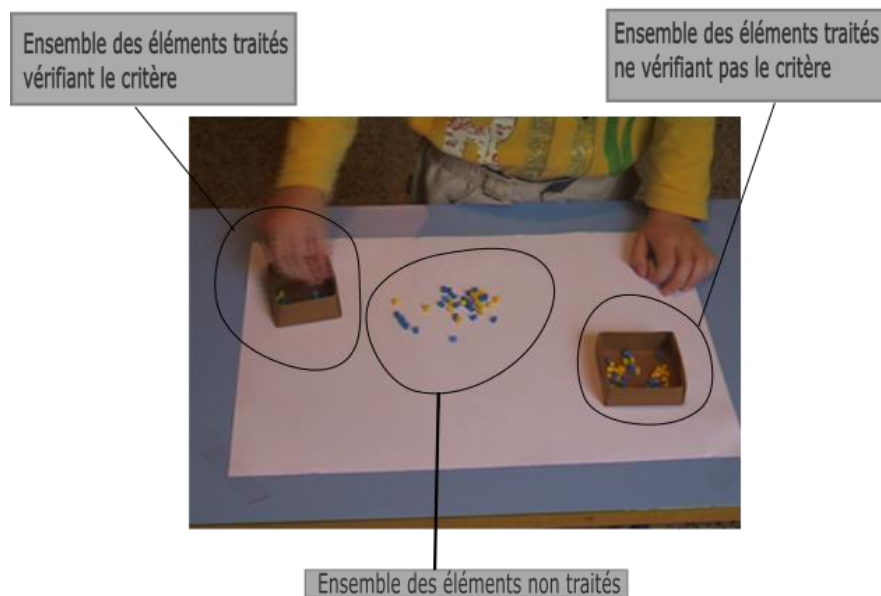 Ensemble des éléments traités
vérifiant le critère
Ensemble des éléments traités
ne vérifiant pas le critère
Ensemble des éléments non traités